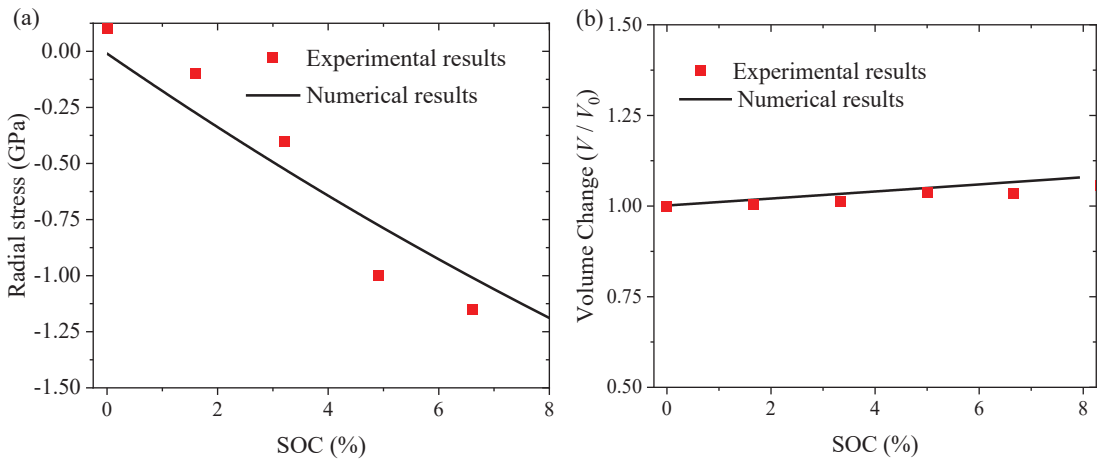 (a)
Experimental results
Numerical results
Radial stress (GPa)
0.00
-0.25
-0.50
-0.75
-1.00
-1.25
-1.50
0 2 4 6 8
SOC (%)
(b)
Experimental results
Numerical results
Volume Change (V / V0)
1.50
1.25
1.00
0.75
0.50
0 2 4 6 8
SOC (%)